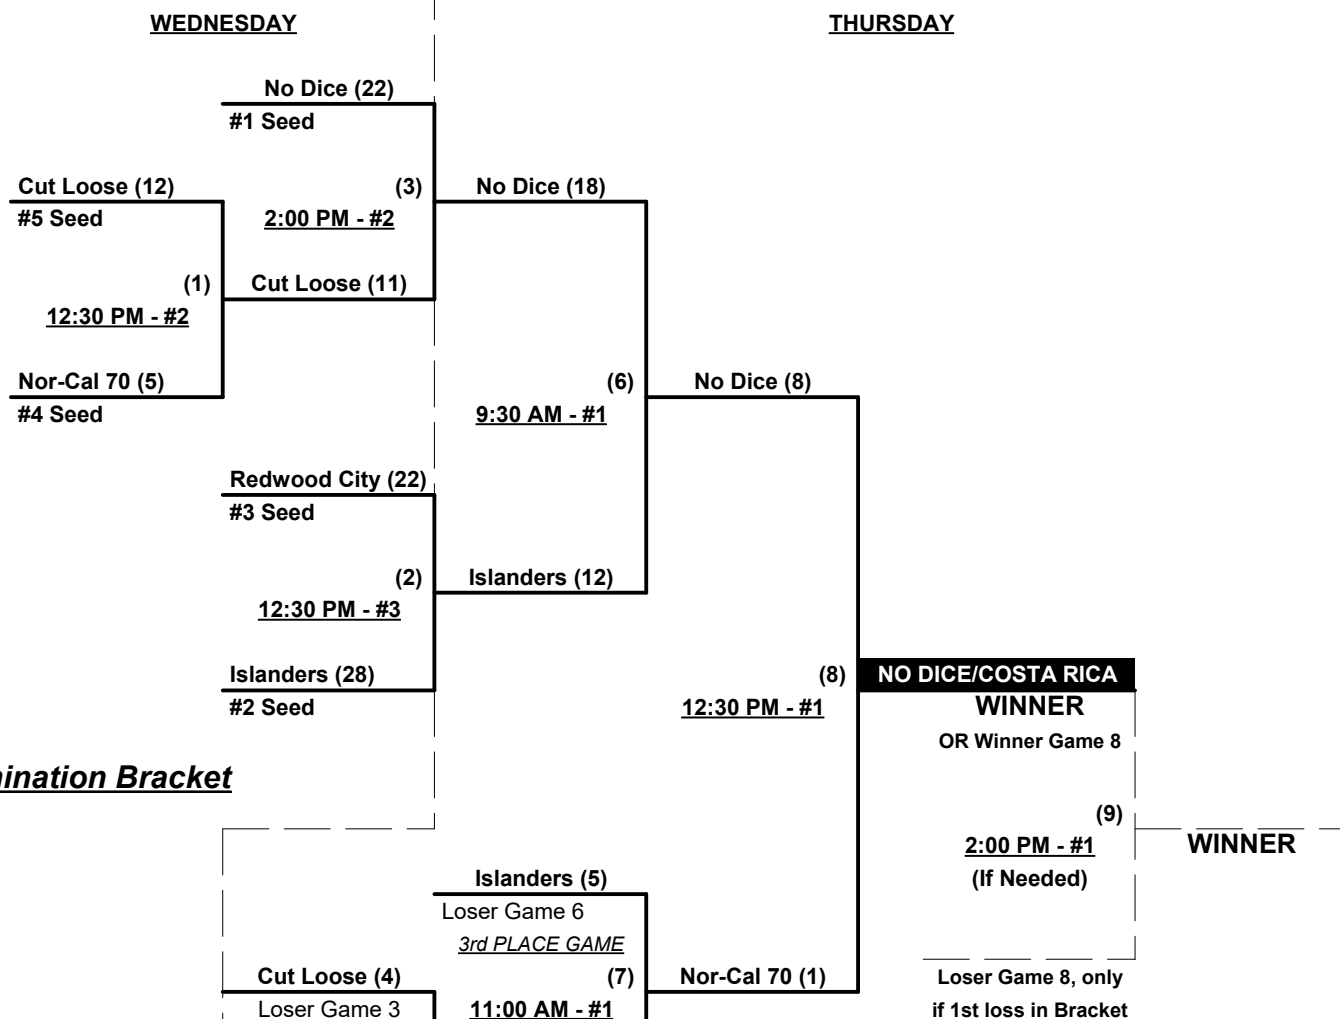 WEDNESDAY
THURSDAY
No Dice (22)
#1 Seed
Cut Loose (12)
(3)
No Dice (18)
#5 Seed
2:00 PM - #2
(1)
Cut Loose (11)
12:30 PM - #2
Nor-Cal 70 (5)
(6)
No Dice (8)
#4 Seed
9:30 AM - #1
Redwood City (22)
#3 Seed
(2)
Islanders (12)
12:30 PM - #3
Islanders (28)
(8)
NO DICE/COSTA RICA
#2 Seed
12:30 PM - #1
WINNER
OR Winner Game 8
Bracket
(9)
2:00 PM - #1
WINNER
(If Needed)
Islanders (5)
Loser Game 6
3rd PLACE GAME
Cut Loose (4)
(7)
Nor-Cal 70 (1)
Loser Game 8, only
Loser Game 3
11:00 AM - #1
if 1st loss in Bracket